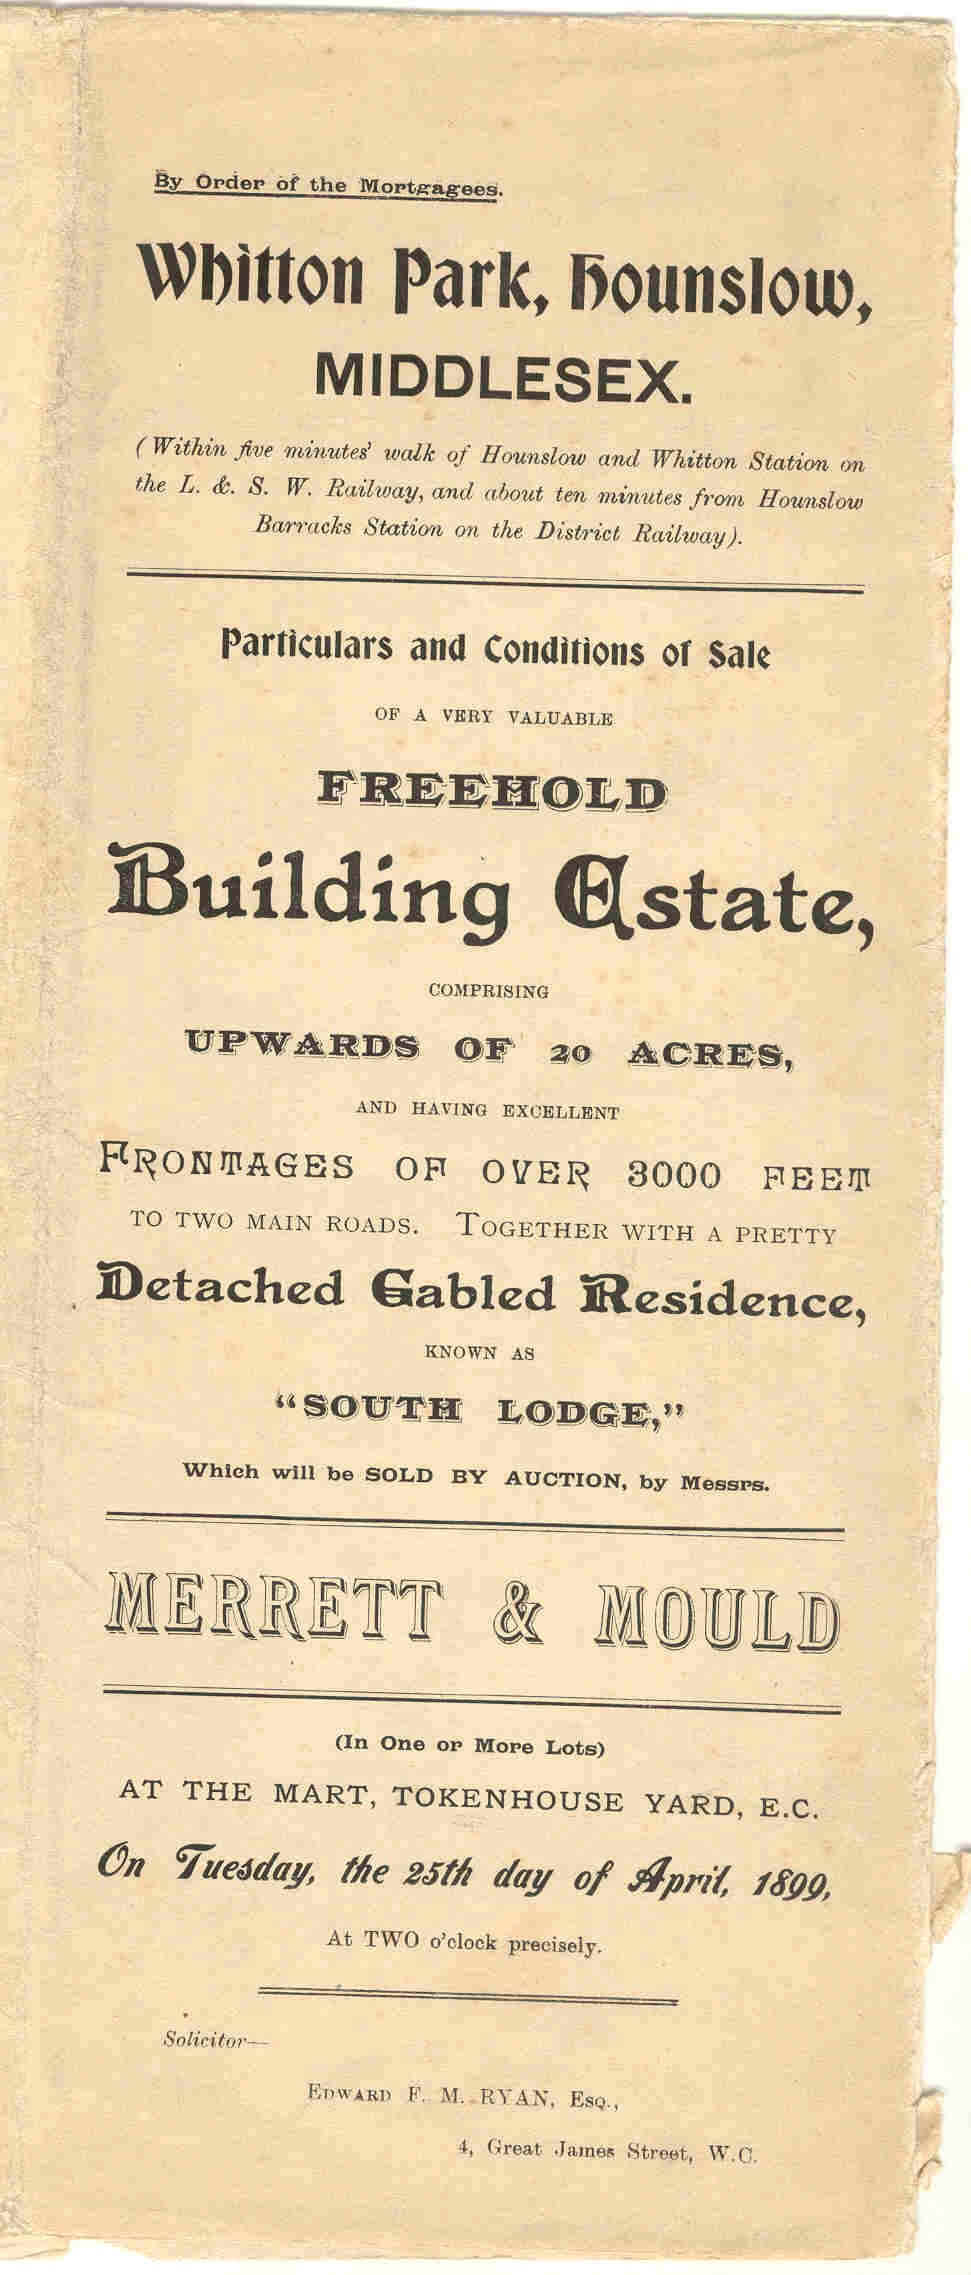 By Order of the Mortgagees.
Whitton Park, Hounslow,
MIDDLESEX.
(Within five minutes' walk of Hounslow and Whitton Station on
the L. &. S. W. Railway, and about ten minutes from Hounslow
Barracks Station on the District Railway).
Particulars and Conditions of Sale
OF A VERY VALUABLE
FREEHOLD
Building Estate,
COMPRISING
UPWARDS OF 20 ACRES,
AND HAVING EXCELLENT
FRONTAGES OF OVER 3000 FEET
TO TWO MAIN ROADS. TOGETHER WITH A PRETTY
Detached Gabled Residence,
KNOWN AS
“SOUTH LODGE,”
Which will be SOLD BY AUCTION, by Messrs.
MERRETT & MOULD
(In One or More Lots)
AT THE MART, TOKENHOUSE YARD, E.C.
On Tuesday, the 25th day of April, 1899,
At TWO o'clock precisely.
Solicitor—
EDWARD F. M. RYAN, ESQ.,
4, Great James Street, W.C.